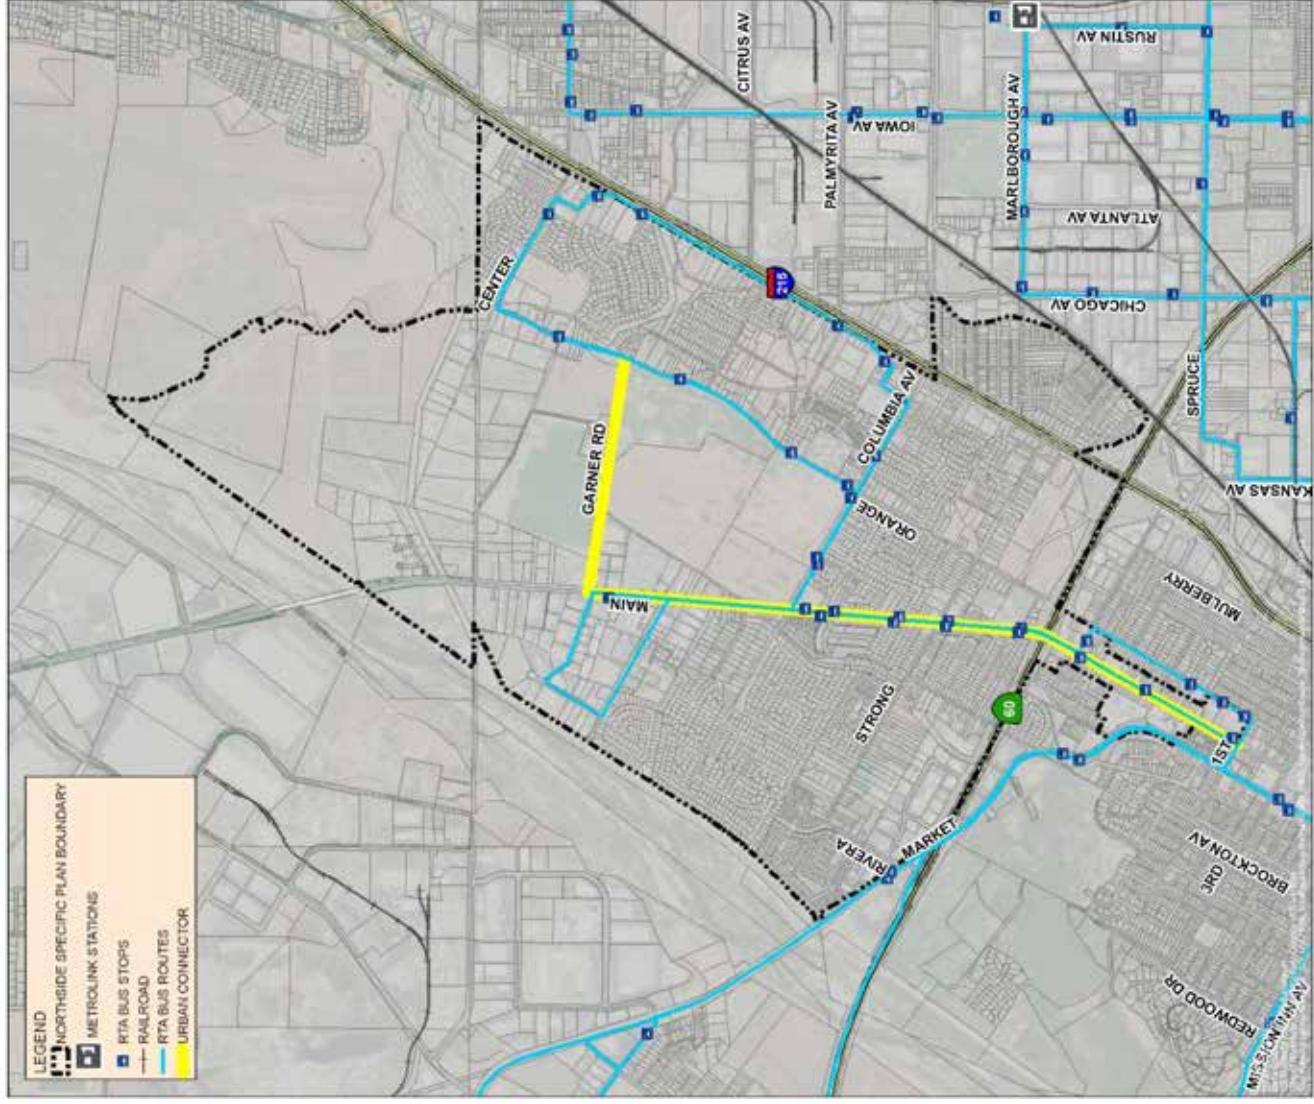 LEGEND
NORTHSIDE SPECIFIC PLAN BOUNDARY
METROLINK STATIONS
RTA BUS STOPS
RAILROAD
RTA BUS ROUTES
URBAN CONNECTOR
CITRUS AV
RUSTIN AV
PALMYRITA AV
IOWA AV
MARLBOROUGH AV
ATLANTA AV
CENTER
215
CHICAGO AV
SPRUCE
KANSAS AV
COLUMBIA AV
GARNER RD
ORANGE
MAIN
MULBERRY
STRONG
60
1ST
RIVERA
MARKET
BROCKTON AV
3RD
REDWOOD DR
MISSION INN AV